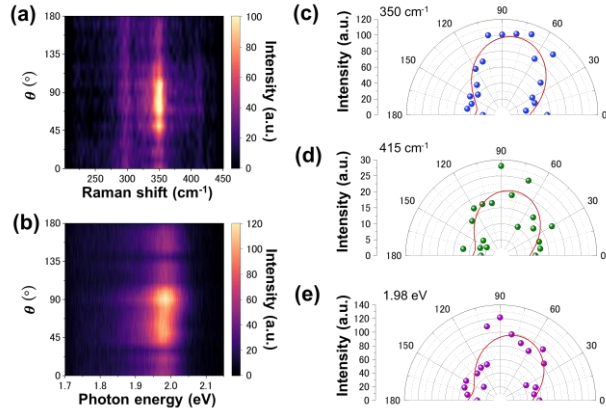 (a)
180
135
90
45
0
θ (°)
250 300 350 400 450
Raman shift (cm⁻¹)
100
80
60
40
20
0
Intensity (a.u.)
(b)
180
135
90
45
0
θ (°)
1.7 1.8 1.9 2.0 2.1
Photon energy (eV)
120
100
80
60
40
20
0
Intensity (a.u.)
(c)
350 cm⁻¹
Intensity (a.u.)
120
100
80
60
40
20
0
180 150 120 90 60 30 0
(d)
415 cm⁻¹
Intensity (a.u.)
30
25
20
15
10
5
0
180 150 120 90 60 30 0
(e)
1.98 eV
Intensity (a.u.)
140
120
100
80
60
40
20
0
180 150 120 90 60 30 0